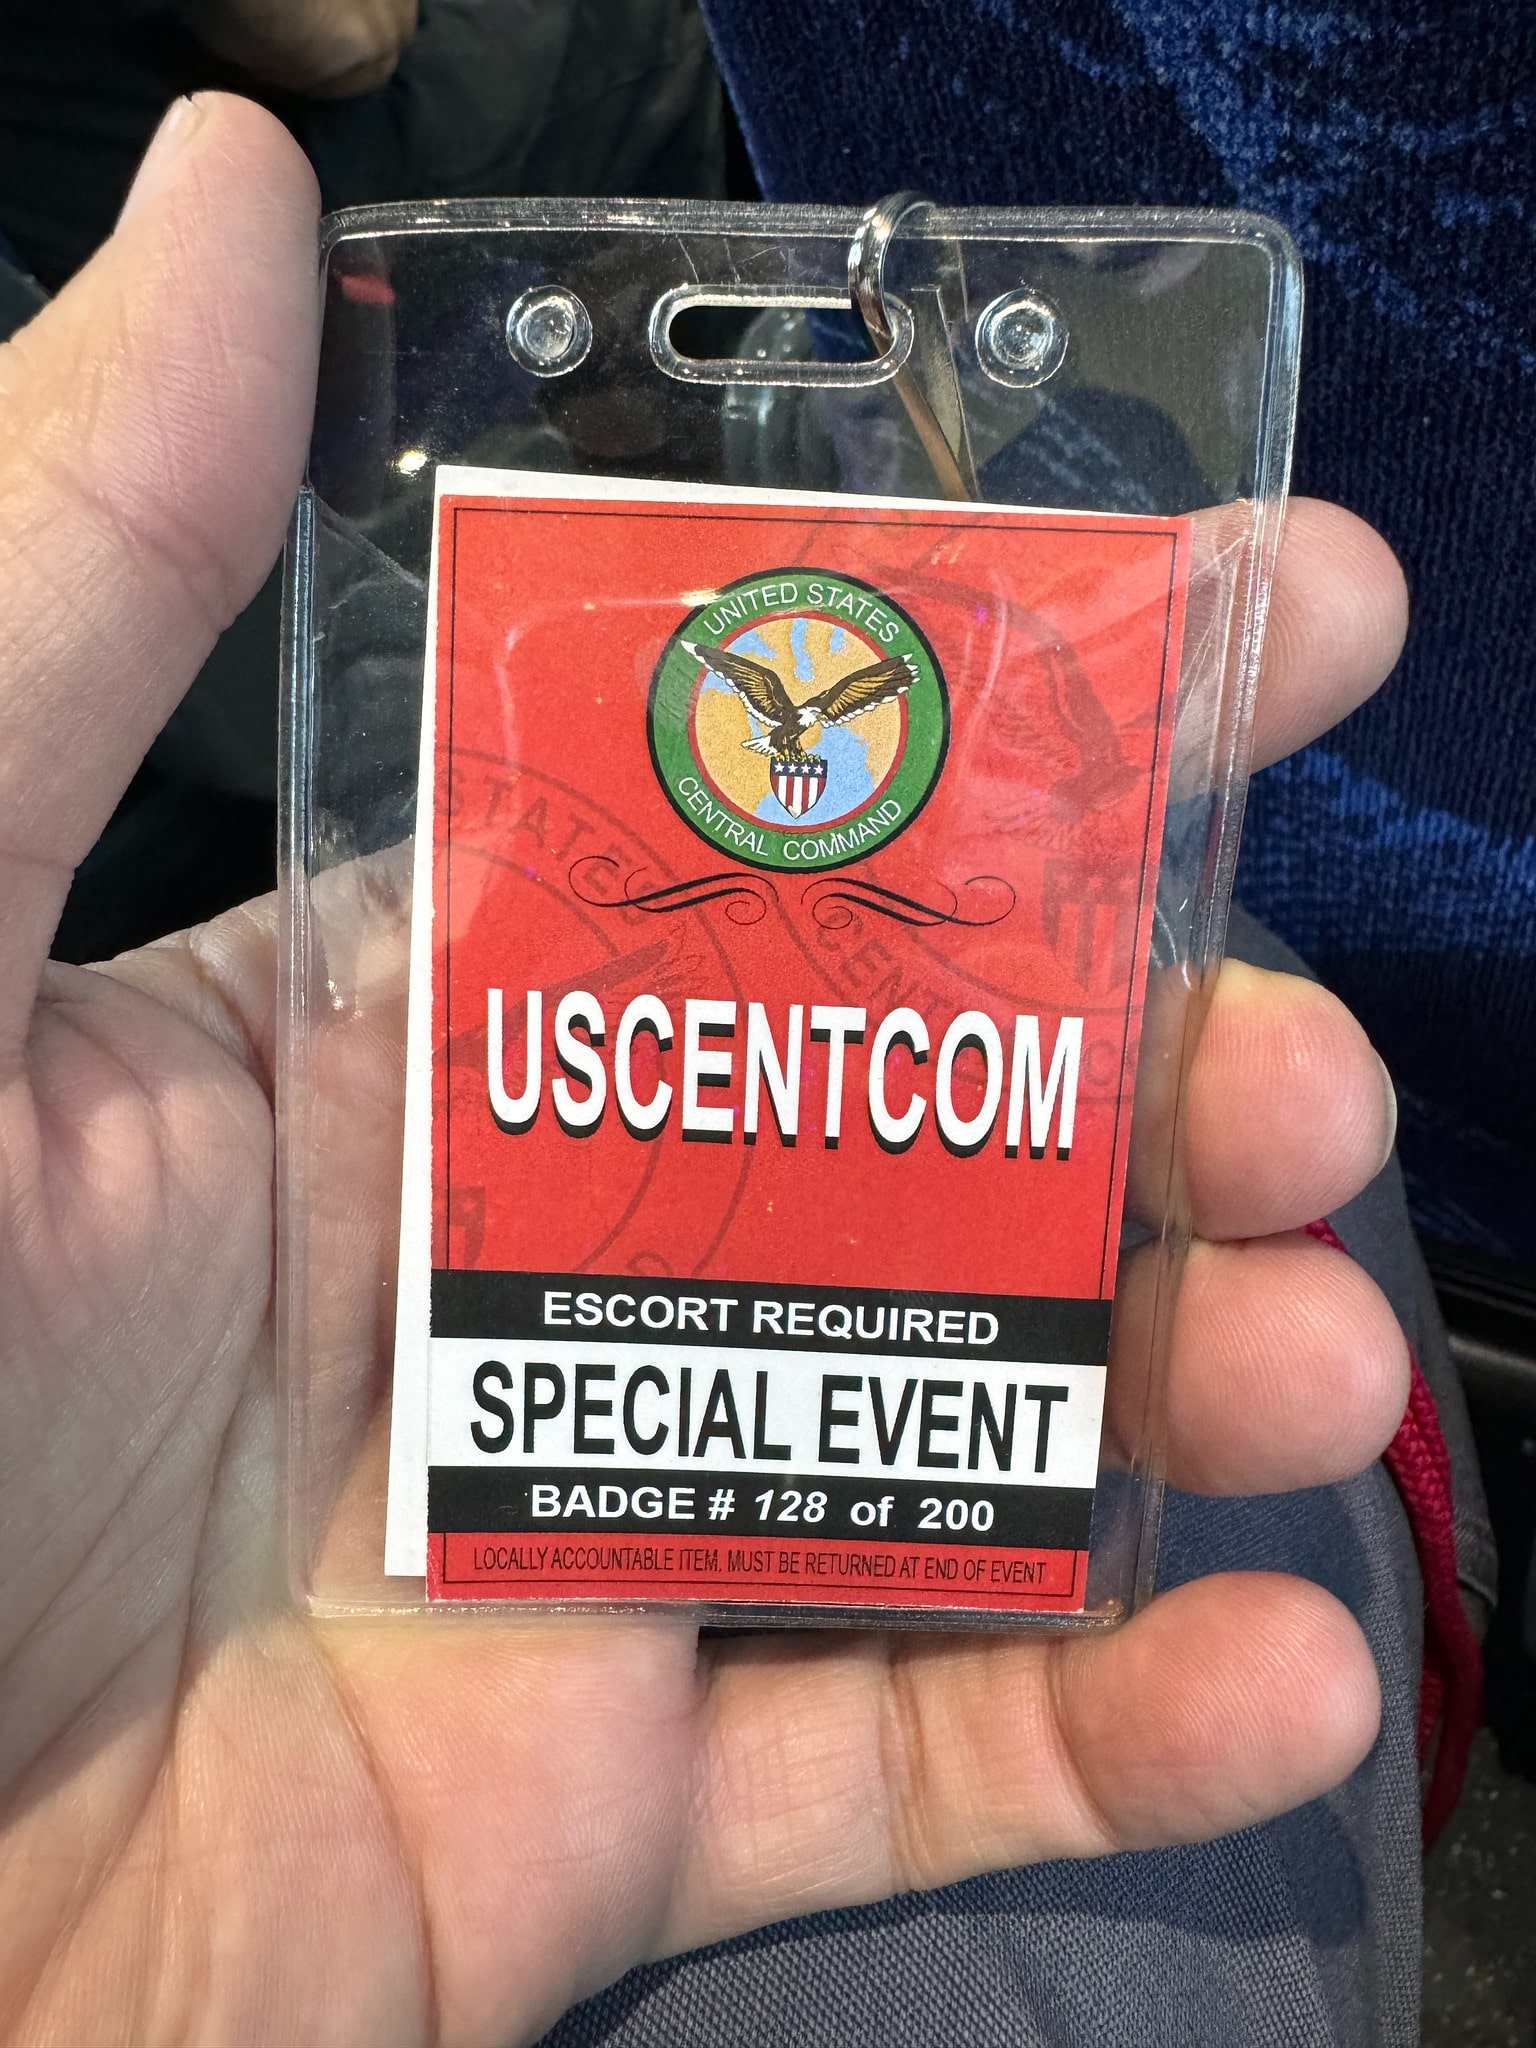 UNITED STATES
CENTRAL COMMAND
USCENTCOM
ESCORT REQUIRED
SPECIAL EVENT
BADGE # 128 of 200
LOCALLY ACCOUNTABLE ITEM. MUST BE RETURNED AT END OF EVENT